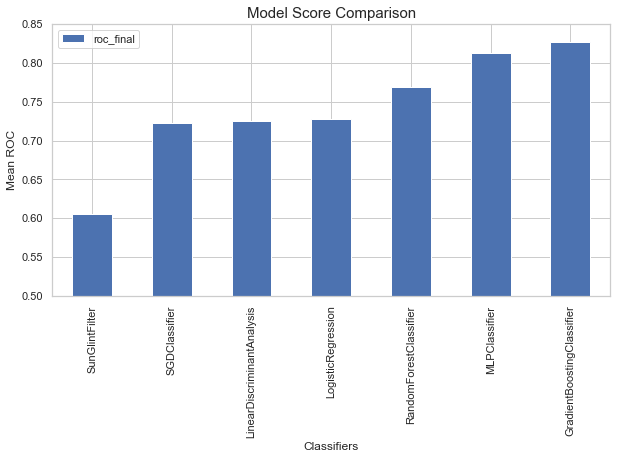 Model Score Comparison
roc_final
Mean ROC
0.85
0.80
0.75
0.70
0.65
0.60
0.55
0.50
SunGlintFilter
SGDClassifier
LinearDiscriminantAnalysis
LogisticRegression
RandomForestClassifier
MLPClassifier
GradientBoostingClassifier
Classifiers